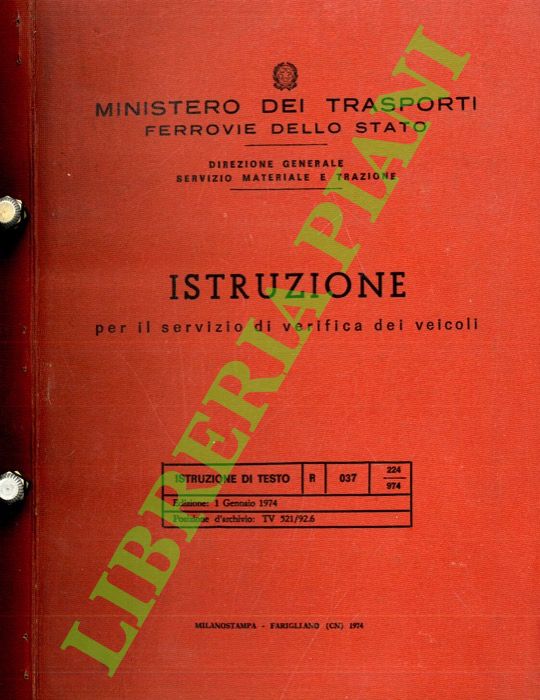 MINISTERO DEI TRASPORTI
FERROVIE DELLO STATO
DIREZIONE GENERALE
SERVIZIO MATERIALE E TRAZIONE
ISTRUZIONE
per il servizio di verifica dei veicoli
ISTRUZIONE DI TESTO R 037 224
974
Edizione: 1 Gennaio 1974
Posizione d'archivio: TV 521/92.6
MILANOSTAMPA - FARIGLIANO (CN) 1974
LIBRERIA PIANI